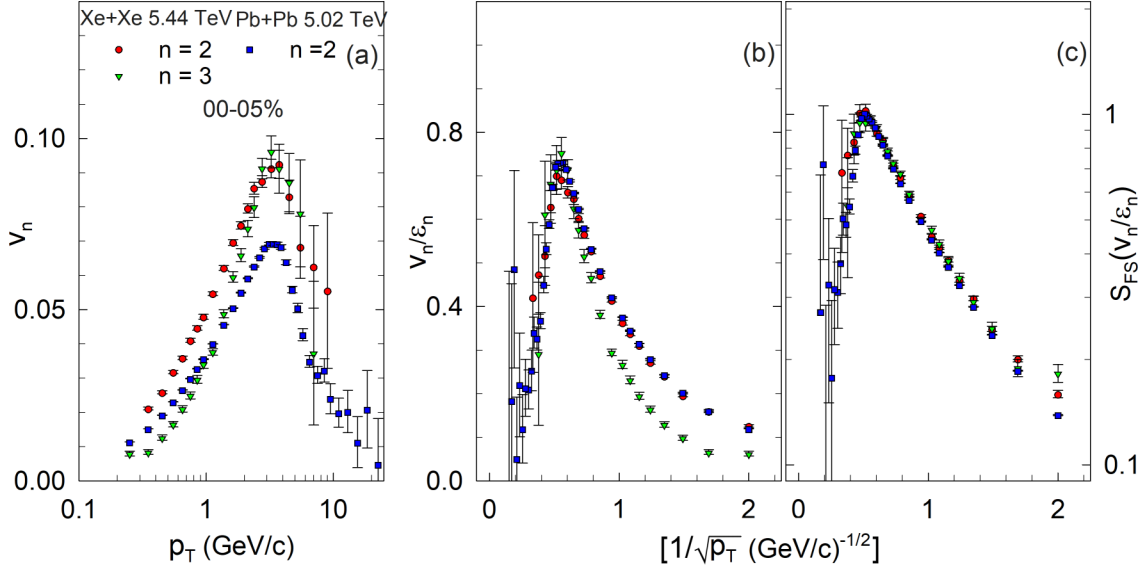 Xe+Xe 5.44 TeV Pb+Pb 5.02 TeV
n = 2 n =2
n = 3
(a)
00-05%
v_n
0.10
0.05
0.00
0.1 1 10
p_T (GeV/c)
(b)
v_n/ε_n
0.8
0.4
0.0
0 1 2
(c)
0 1 2
[1/√p_T (GeV/c)^-1/2]
1
0.1
S_FS(v_n/ε_n)